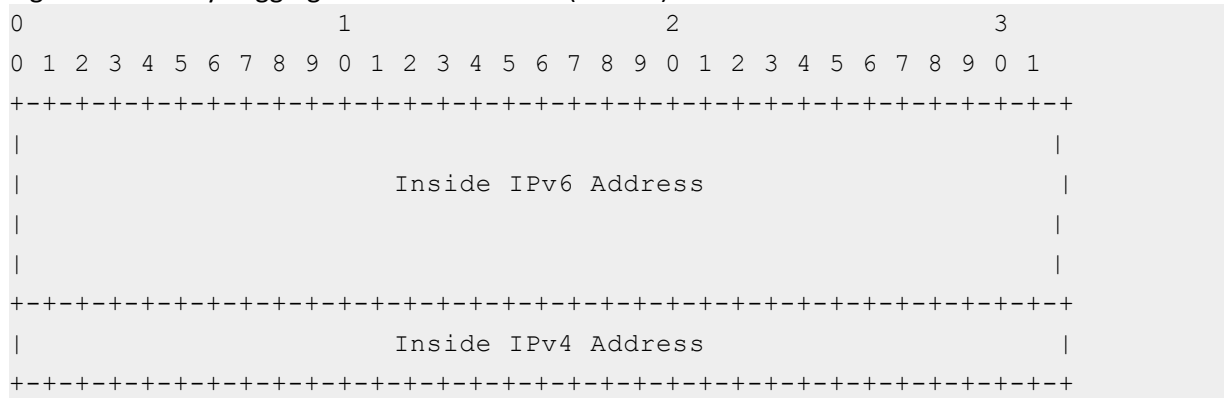 0                   1                   2                   3
0 1 2 3 4 5 6 7 8 9 0 1 2 3 4 5 6 7 8 9 0 1 2 3 4 5 6 7 8 9 0 1
+-+-+-+-+-+-+-+-+-+-+-+-+-+-+-+-+-+-+-+-+-+-+-+-+-+-+-+-+-+-+-+-+
|                                                               |
|                      Inside IPv6 Address                      |
|                                                               |
|                                                               |
+-+-+-+-+-+-+-+-+-+-+-+-+-+-+-+-+-+-+-+-+-+-+-+-+-+-+-+-+-+-+-+-+
|                      Inside IPv4 Address                      |
+-+-+-+-+-+-+-+-+-+-+-+-+-+-+-+-+-+-+-+-+-+-+-+-+-+-+-+-+-+-+-+-+